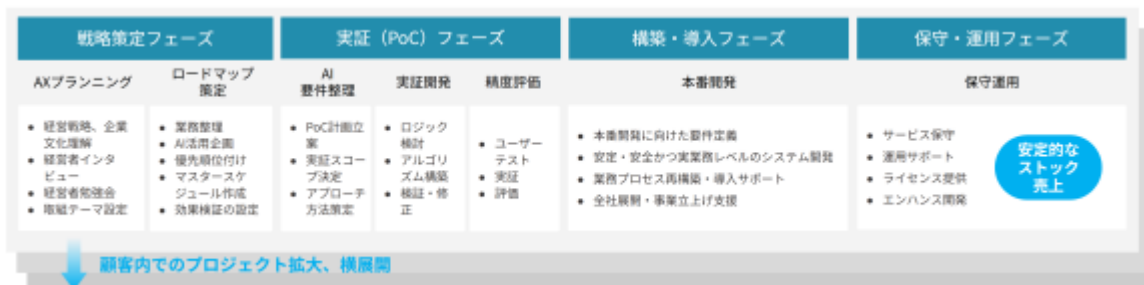 戦略策定フェーズ
実証（PoC）フェーズ
構築・導入フェーズ
保守・運用フェーズ
AXプランニング
ロードマップ
策定
AI
要件整理
実証開発
精度評価
本番開発
保守運用
• 経営戦略、企業
文化理解
• 経営者インタ
ビュー
• 経営者勉強会
• 取組テーマ設定
• 業務整理
• AI活用企画
• 優先順位付け
• マスタースケ
ジュール作成
• 効果検証の設定
• PoC計画立
案
• 実証スコー
プ決定
• アプローチ
方法策定
• ロジック
検討
• アルゴリ
ズム構築
• 検証・修
正
• ユーザー
テスト
• 実証
• 評価
• 本番開発に向けた要件定義
• 安定・安全かつ実業務レベルのシステム開発
• 業務プロセス再構築・導入サポート
• 全社展開・事業立上げ支援
• サービス保守
• 運用サポート
• ライセンス提供
• エンハンス開発
安定的な
ストック
売上
顧客内でのプロジェクト拡大、横展開